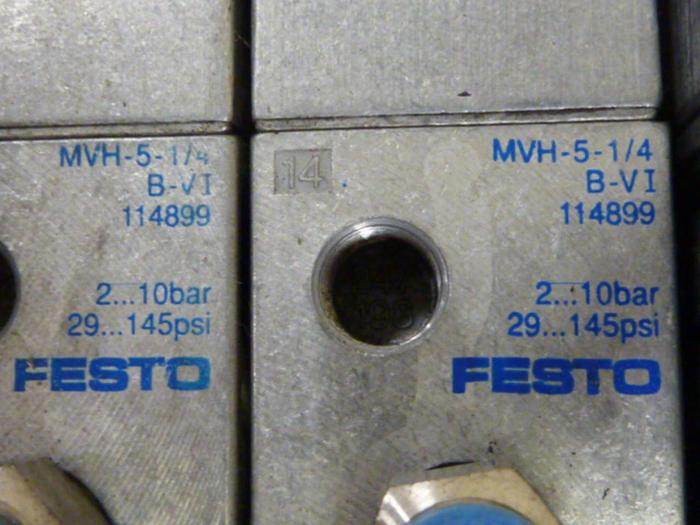 MVH-5-1/4
B-VI
114899
2...10bar
29...145psi
FESTO
14
MVH-5-1/4
B-VI
114899
2...10bar
29...145psi
FESTO